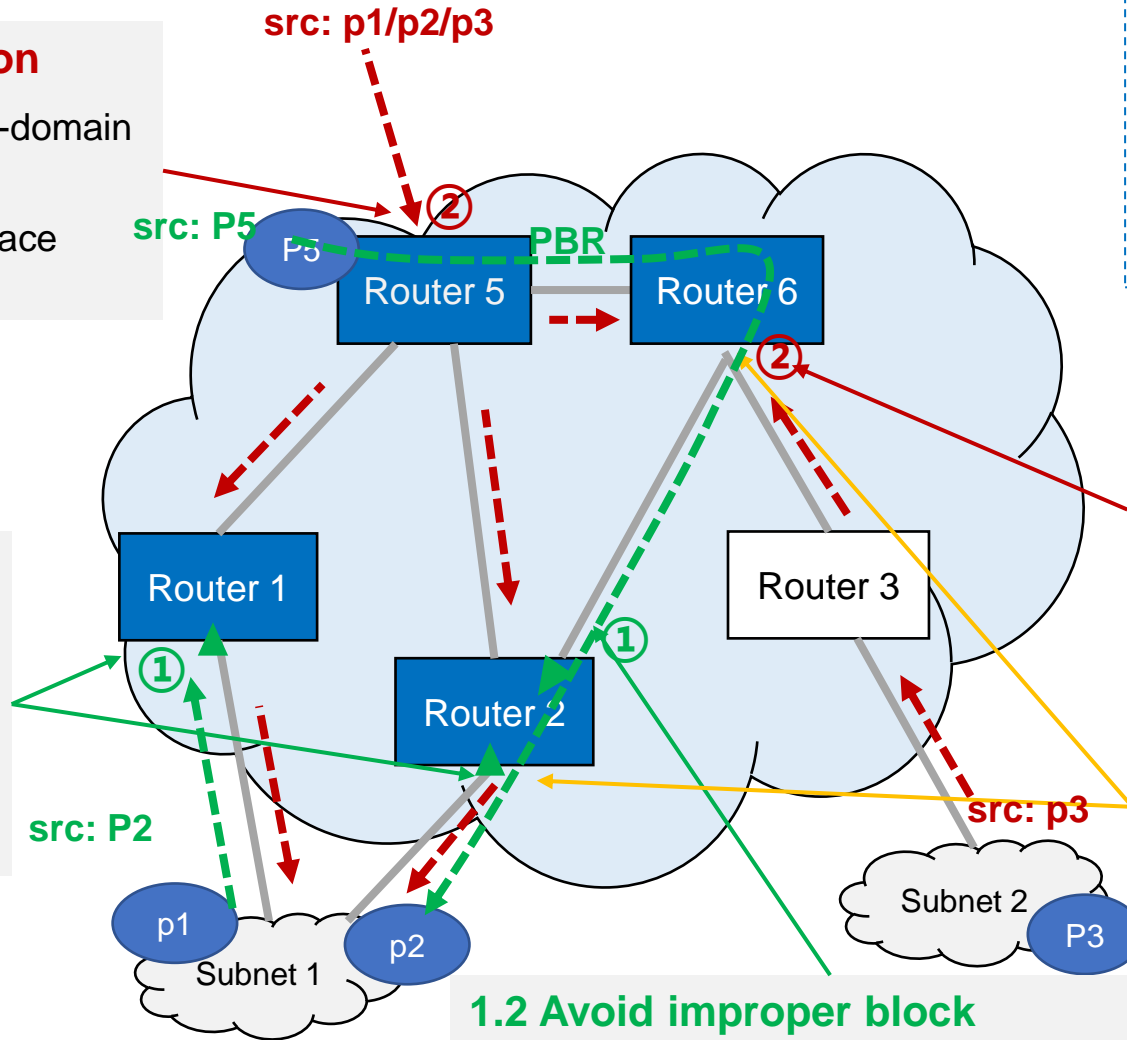 src: p1/p2/p3
on
-domain
ace
src: P5
P5
②
PBR
Router 5
Router 6
②
Router 1
Router 3
①
①
Router 2
src: P2
src: p3
p1
p2
Subnet 1
Subnet 2
P3
1.2 Avoid improper block